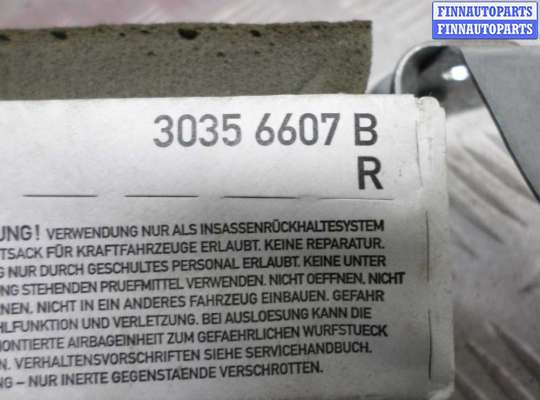 FINNAUTOPARTS
FINNAUTOPARTS
3035 6607 B
R
UNG! VERWENDUNG NUR ALS INSASSENRÜCKHALTESYSTEM
TSACK FÜR KRAFTFAHRZEUGE ERLAUBT. KEINE REPARATUR.
G NUR DURCH GESCHULTES PERSONAL ERLAUBT. KEINE UNTER
NG STEHENDEN PRUEFMITTEL VERWENDEN. NICHT OEFFNEN, NICHT
NEN. NICHT IN EIN ANDERES FAHRZEUG EINBAUEN. GEFAHR
HLFUNKTION UND VERLETZUNG. BEI AUSLOESUNG KANN DIE
MONTIERTE AIRBAGEINHEIT ZUM GEFAEHRLICHEN WURFSTUECK
N. VERHALTENSVORSCHRIFTEN SIEHE SERVICEHANDBUCH.
NG – NUR INERTE GEGENSTAENDE VERSCHROTTEN.